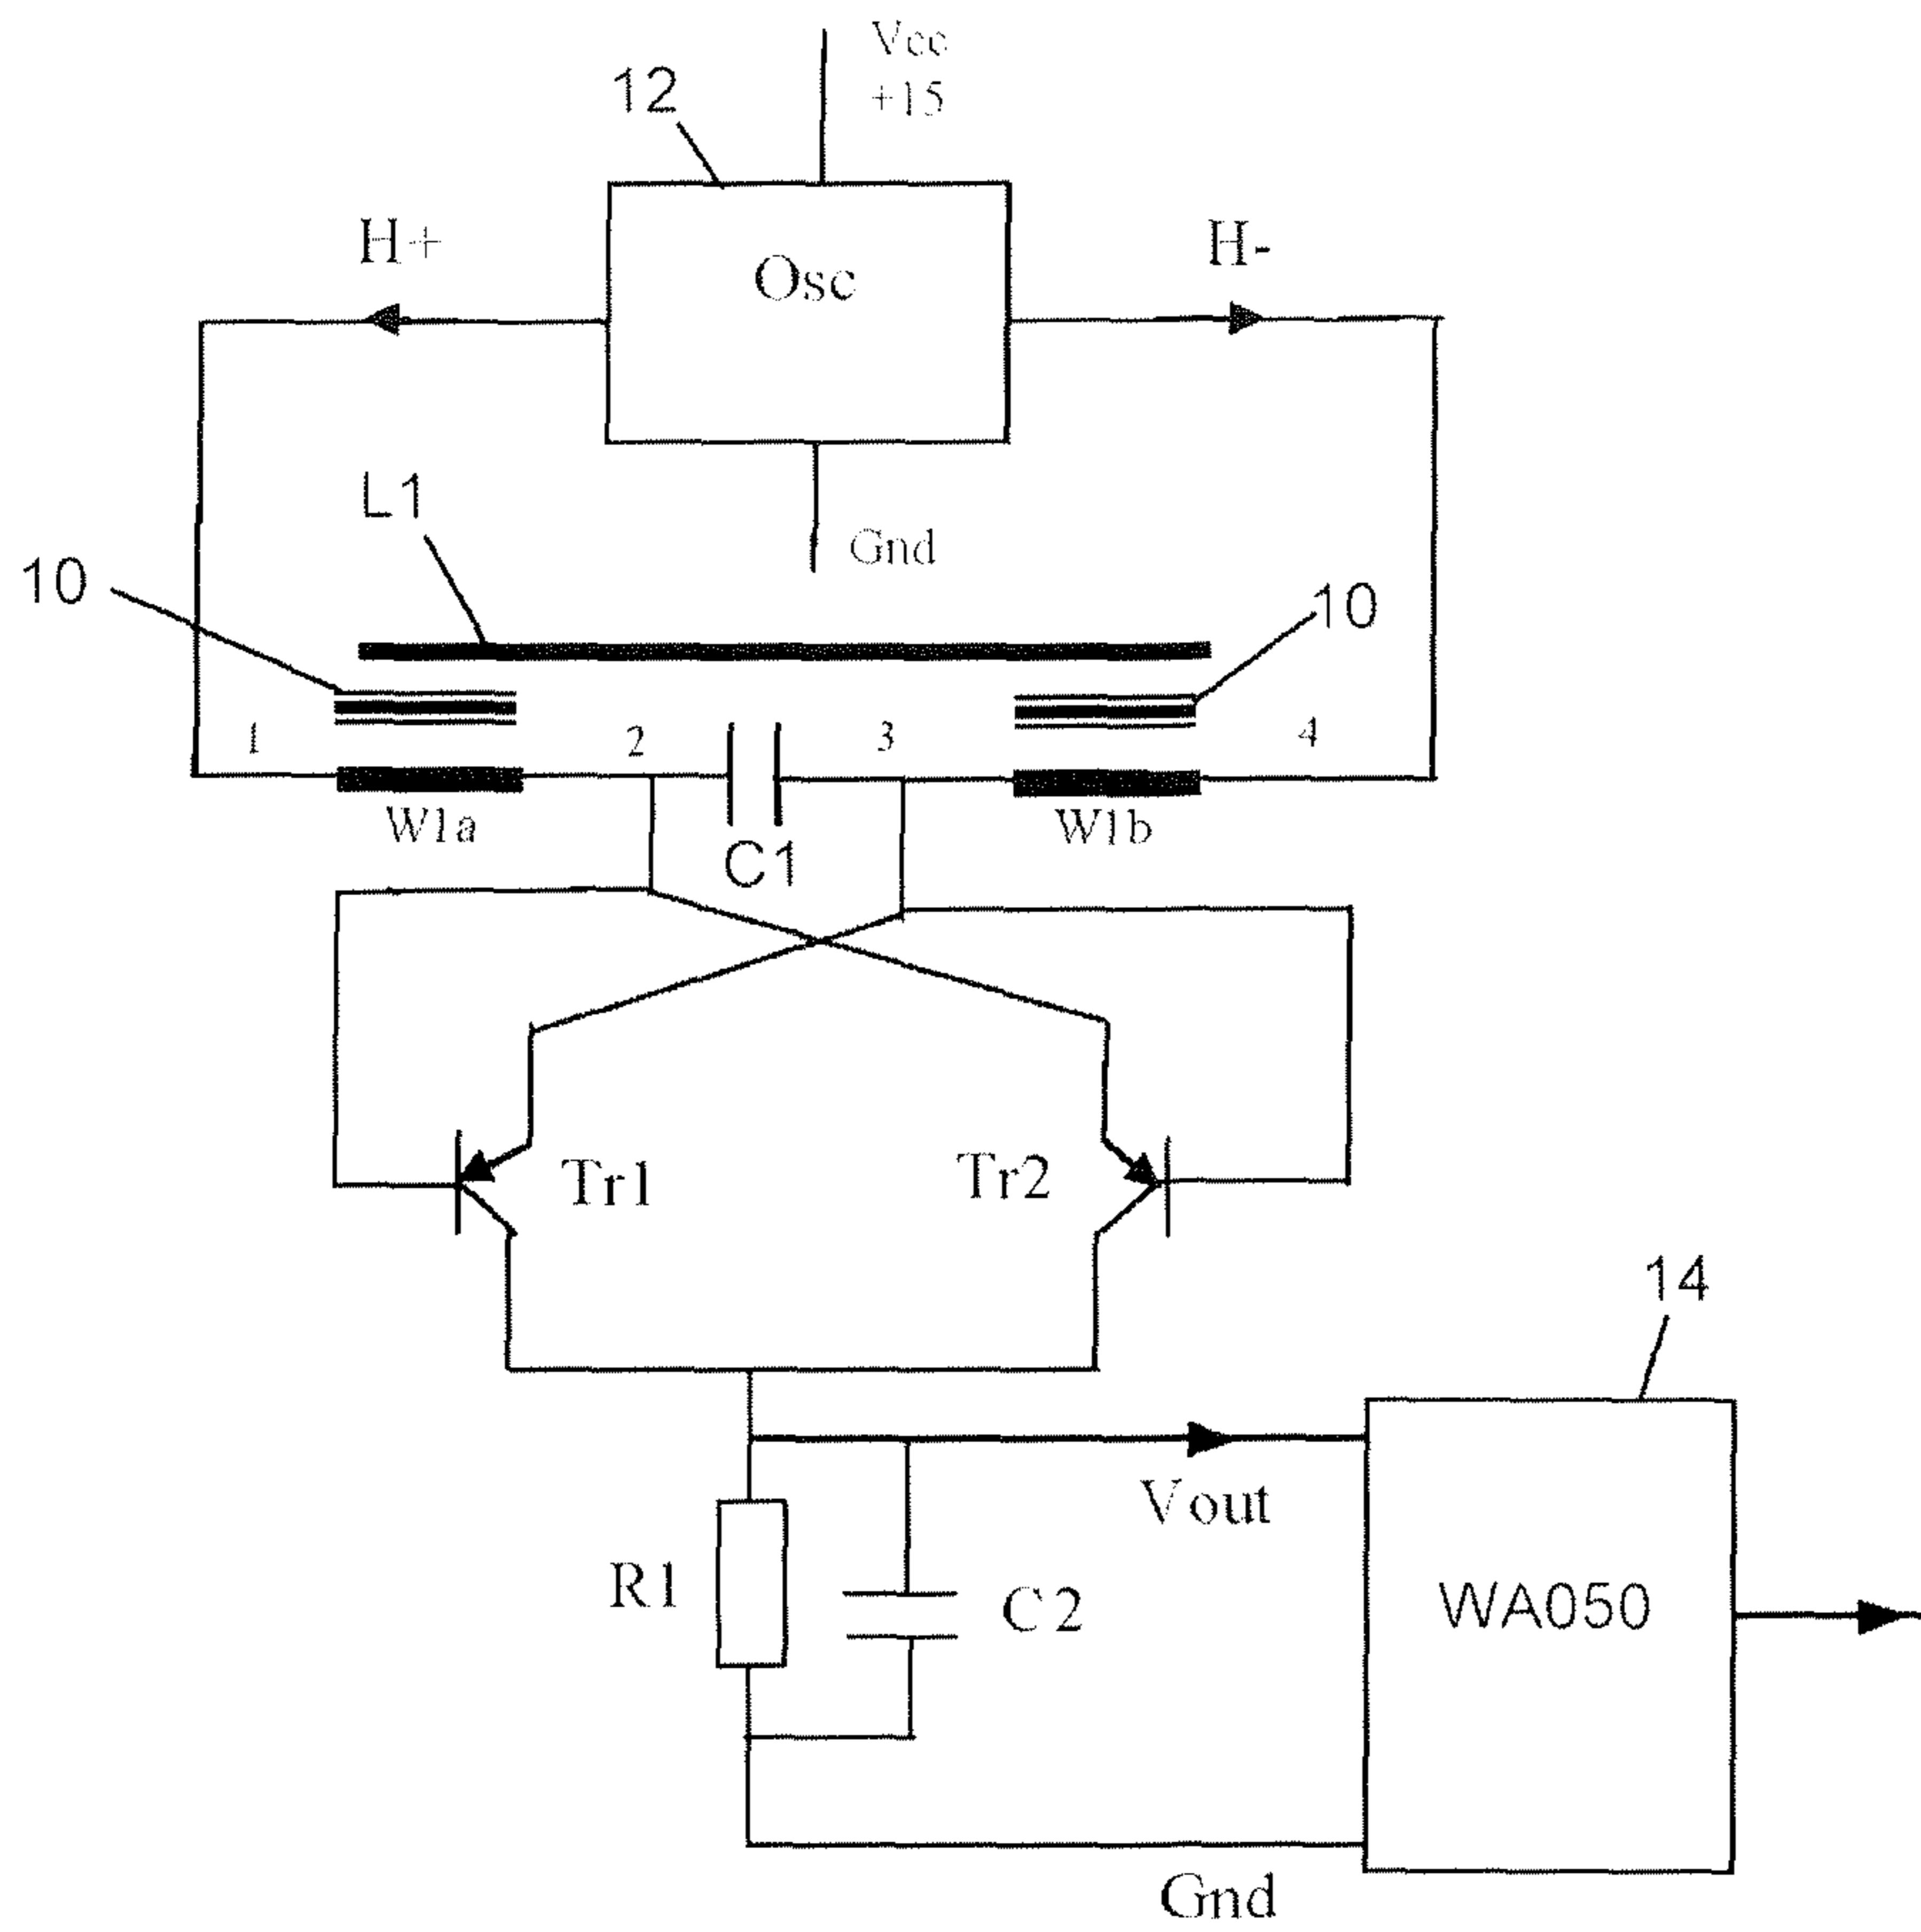 Vcc
+15
12
H+
H-
Osc
L1
Gnd
10
10
1
2
3
4
W1a
C1
W1b
Tr1
Tr2
14
Vout
R1
C2
WA050
Gnd